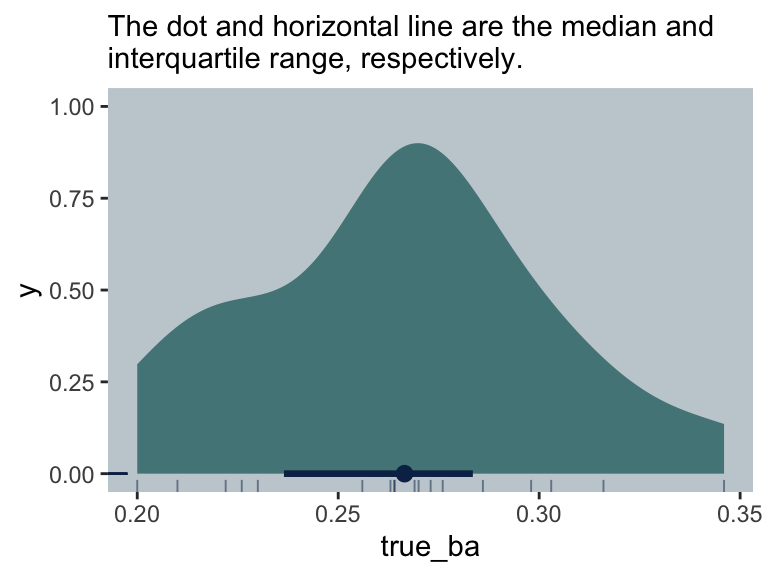 The dot and horizontal line are the median and
interquartile range, respectively.
1.00
0.75
y
0.50
0.25
0.00
0.20 0.25 0.30 0.35
true_ba